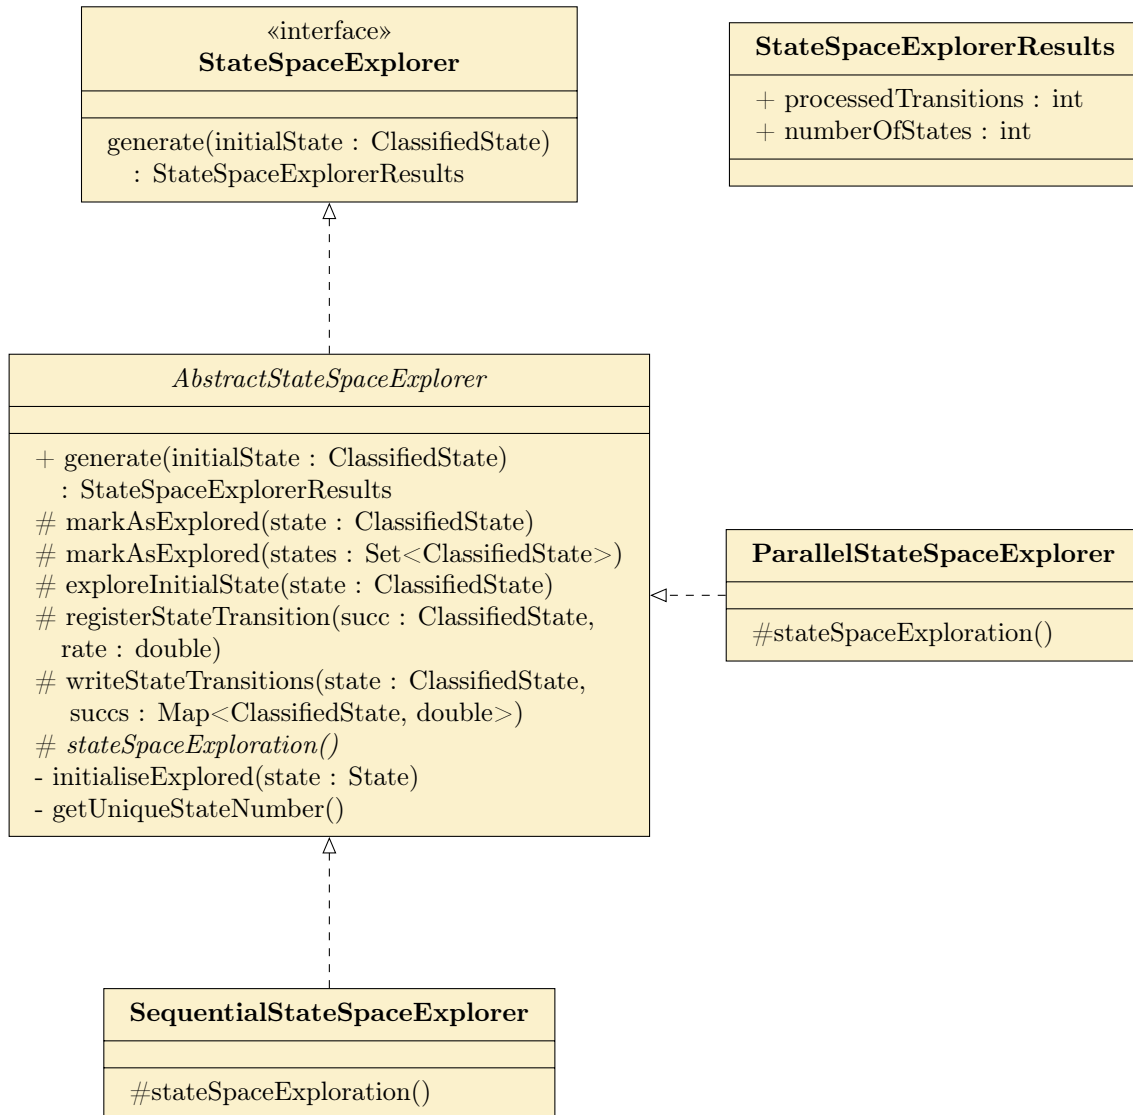 «interface»
StateSpaceExplorer
generate(initialState : ClassifiedState)
: StateSpaceExplorerResults
StateSpaceExplorerResults
+ processedTransitions : int
+ numberOfStates : int
AbstractStateSpaceExplorer
+ generate(initialState : ClassifiedState)
: StateSpaceExplorerResults
# markAsExplored(state : ClassifiedState)
# markAsExplored(states : Set<ClassifiedState>)
# exploreInitialState(state : ClassifiedState)
# registerStateTransition(succ : ClassifiedState,
rate : double)
# writeStateTransitions(state : ClassifiedState,
succs : Map<ClassifiedState, double>)
# stateSpaceExploration()
- initialiseExplored(state : State)
- getUniqueStateNumber()
ParallelStateSpaceExplorer
#stateSpaceExploration()
SequentialStateSpaceExplorer
#stateSpaceExploration()